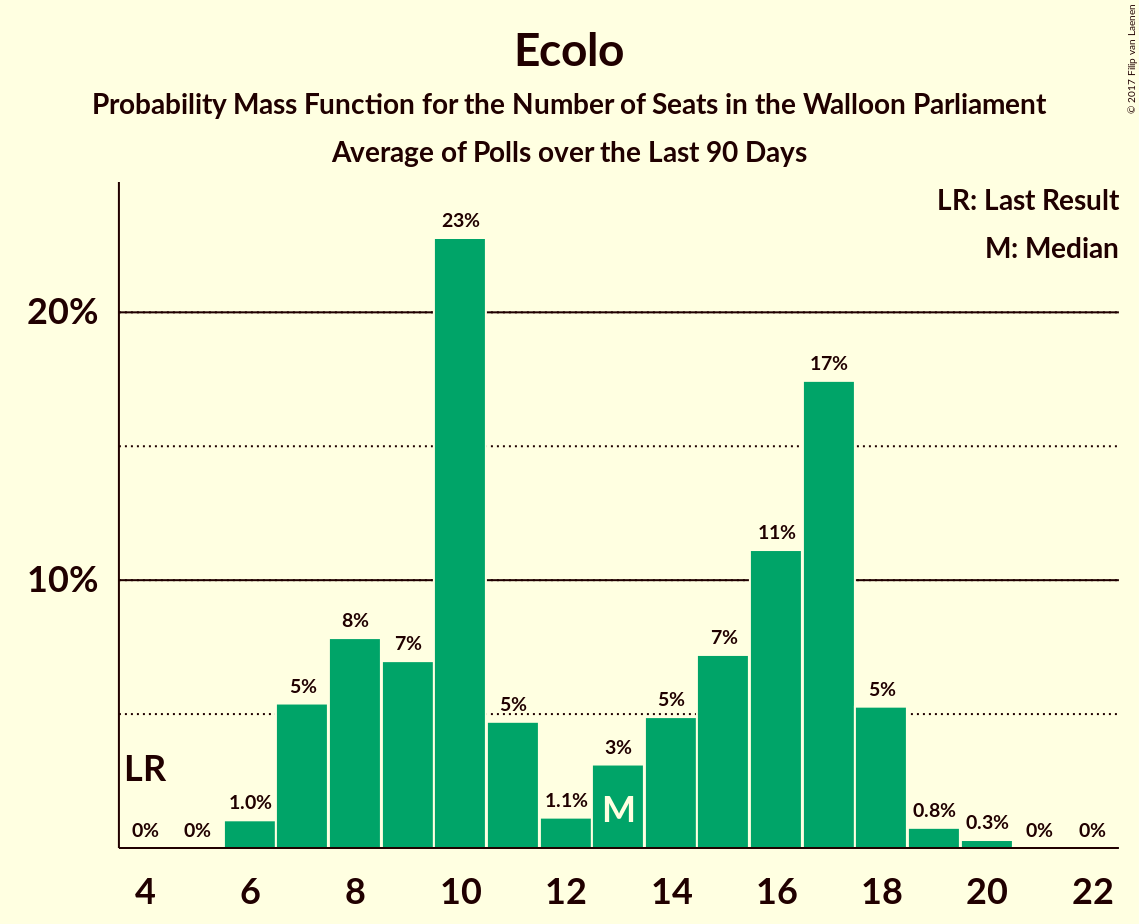 Ecolo
Probability Mass Function for the Number of Seats in the Walloon Parliament
Average of Polls over the Last 90 Days
© 2017 Filip van Laenen
LR: Last Result
M: Median
20%
10%
23%
17%
11%
8%
7%
7%
5%
5%
5%
5%
3%
LR
1.0%
1.1%
M
0.8%
0.3%
0%
0%
0%
0%
4 6 8 10 12 14 16 18 20 22